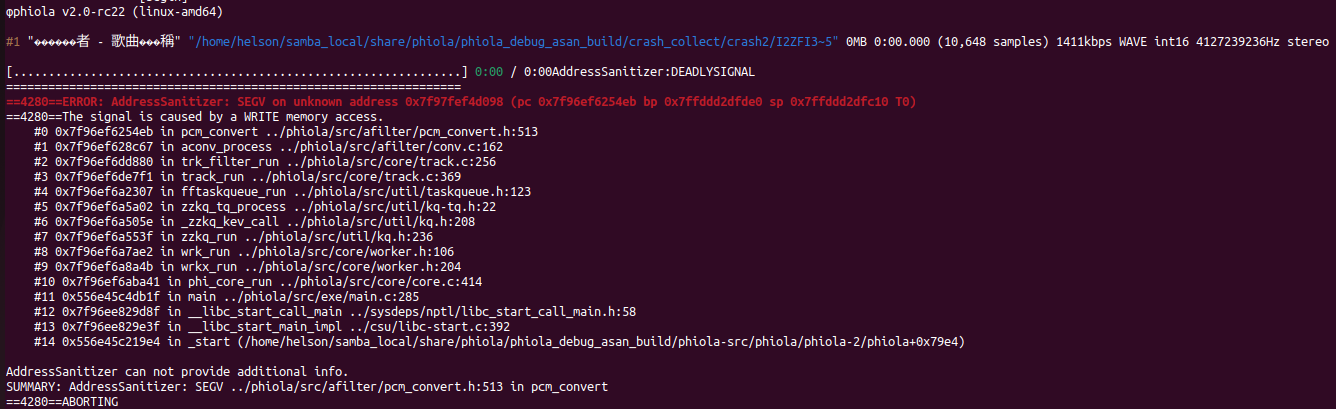 φphiola v2.0-rc22 (linux-amd64)
#1 "������者 - 歌曲���稱" "/home/helson/samba_local/share/phiola/phiola_debug_asan_build/crash_collect/crash2/I2ZFI3~5" 0MB 0:00.000 (10,648 samples) 1411kbps WAVE int16 4127239236Hz stereo
[...............................................................] 0:00 / 0:00AddressSanitizer:DEADLYSIGNAL
=================================================================
==4280==ERROR: AddressSanitizer: SEGV on unknown address 0x7f97fef4d098 (pc 0x7f96ef6254eb bp 0x7ffddd2dfde0 sp 0x7ffddd2dfc10 T0)
==4280==The signal is caused by a WRITE memory access.
#0 0x7f96ef6254eb in pcm_convert ../phiola/src/afilter/pcm_convert.h:513
#1 0x7f96ef628c67 in aconv_process ../phiola/src/afilter/conv.c:162
#2 0x7f96ef6dd880 in trk_filter_run ../phiola/src/core/track.c:256
#3 0x7f96ef6de7f1 in track_run ../phiola/src/core/track.c:369
#4 0x7f96ef6a2307 in fftaskqueue_run ../phiola/src/util/taskqueue.h:123
#5 0x7f96ef6a5a02 in zzkq_tq_process ../phiola/src/util/kq-tq.h:22
#6 0x7f96ef6a505e in _zzkq_kev_call ../phiola/src/util/kq.h:208
#7 0x7f96ef6a553f in zzkq_run ../phiola/src/util/kq.h:236
#8 0x7f96ef6a7ae2 in wrk_run ../phiola/src/core/worker.h:106
#9 0x7f96ef6a8a4b in wrkx_run ../phiola/src/core/worker.h:204
#10 0x7f96ef6aba41 in phi_core_run ../phiola/src/core/core.c:414
#11 0x556e45c4db1f in main ../phiola/src/exe/main.c:285
#12 0x7f96ee829d8f in __libc_start_call_main ../sysdeps/nptl/libc_start_call_main.h:58
#13 0x7f96ee829e3f in __libc_start_main_impl ../csu/libc-start.c:392
#14 0x556e45c219e4 in _start (/home/helson/samba_local/share/phiola/phiola_debug_asan_build/phiola-src/phiola/phiola-2/phiola+0x79e4)
AddressSanitizer can not provide additional info.
SUMMARY: AddressSanitizer: SEGV ../phiola/src/afilter/pcm_convert.h:513 in pcm_convert
==4280==ABORTING